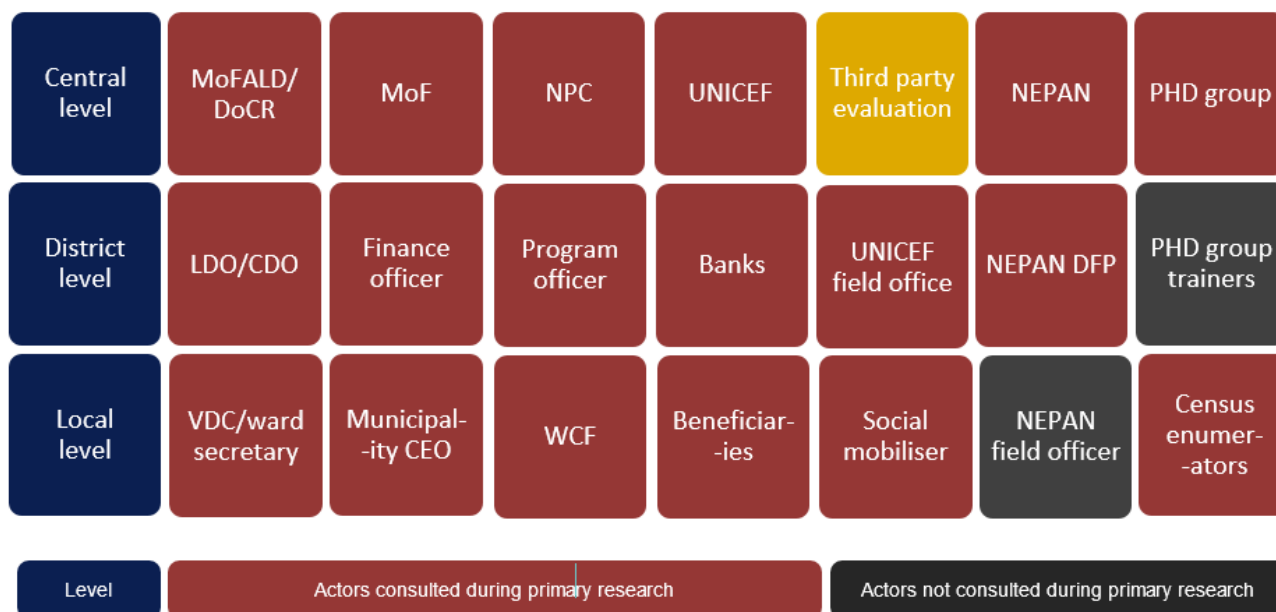 Central
level
MoFALD/
DoCR
MoF
NPC
UNICEF
Third party
evaluation
NEPAN
PHD group
District
level
LDO/CDO
Finance
officer
Program
officer
Banks
UNICEF
field office
NEPAN DFP
PHD group
trainers
Local
level
VDC/ward
secretary
Municipal-
-ity CEO
WCF
Beneficiar-
-ies
Social
mobiliser
NEPAN
field officer
Census
enumer-
-ators
Level
Actors consulted during primary research
Actors not consulted during primary research